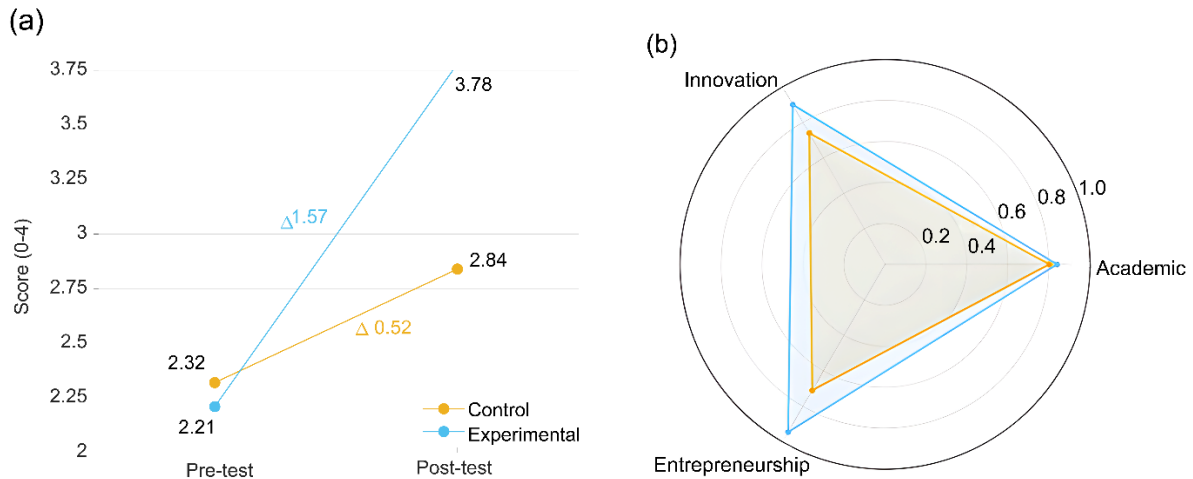 (a)
3.75
3.78
3.5
3.25
Δ1.57
3
2.84
2.75
Score (0-4)
Δ 0.52
2.5
2.32
2.25
2.21
Control
Experimental
2
Pre-test
Post-test
(b)
Innovation
1.0
0.8
0.6
0.4
0.2
Academic
Entrepreneurship